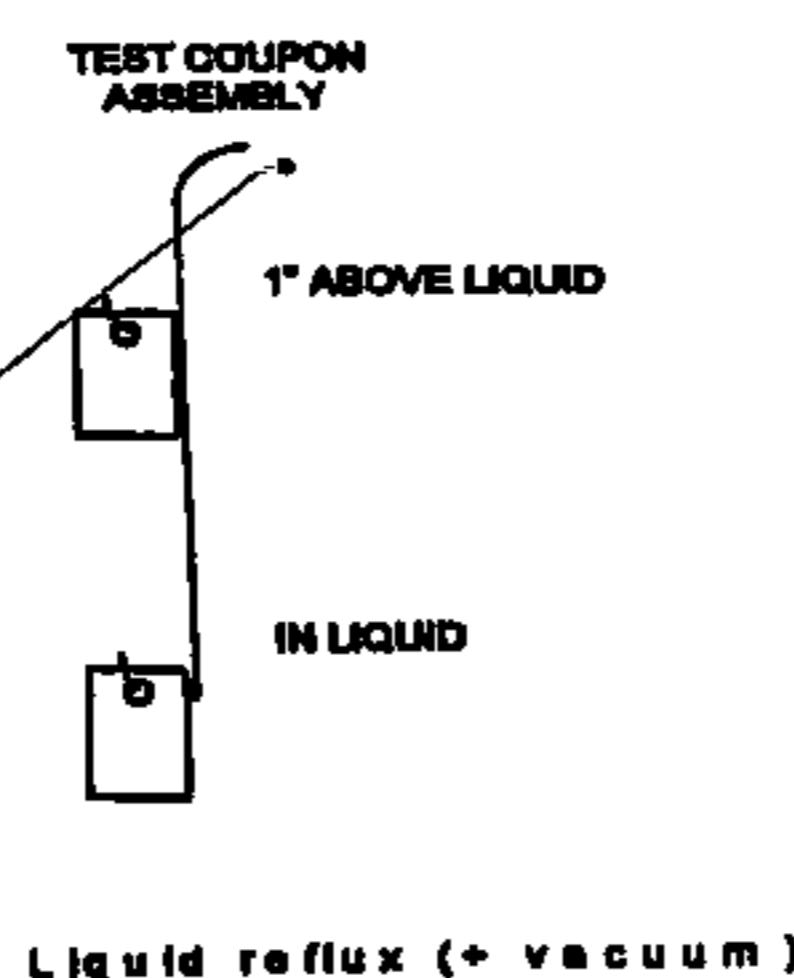 TEST COUPON
ASSEMBLY
1" ABOVE LIQUID
IN LIQUID
Liquid reflux (+ vacuum)